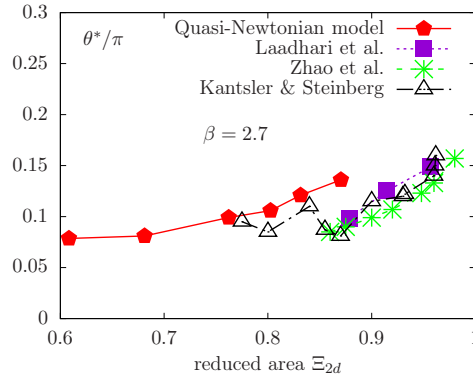 0.3
θ*/π
Quasi-Newtonian model
Laadhari et al.
0.25
Zhao et al.
Kantsler & Steinberg
0.2
β = 2.7
0.15
0.1
0.05
0
0.6 0.7 0.8 0.9 1
reduced area Ξ2d